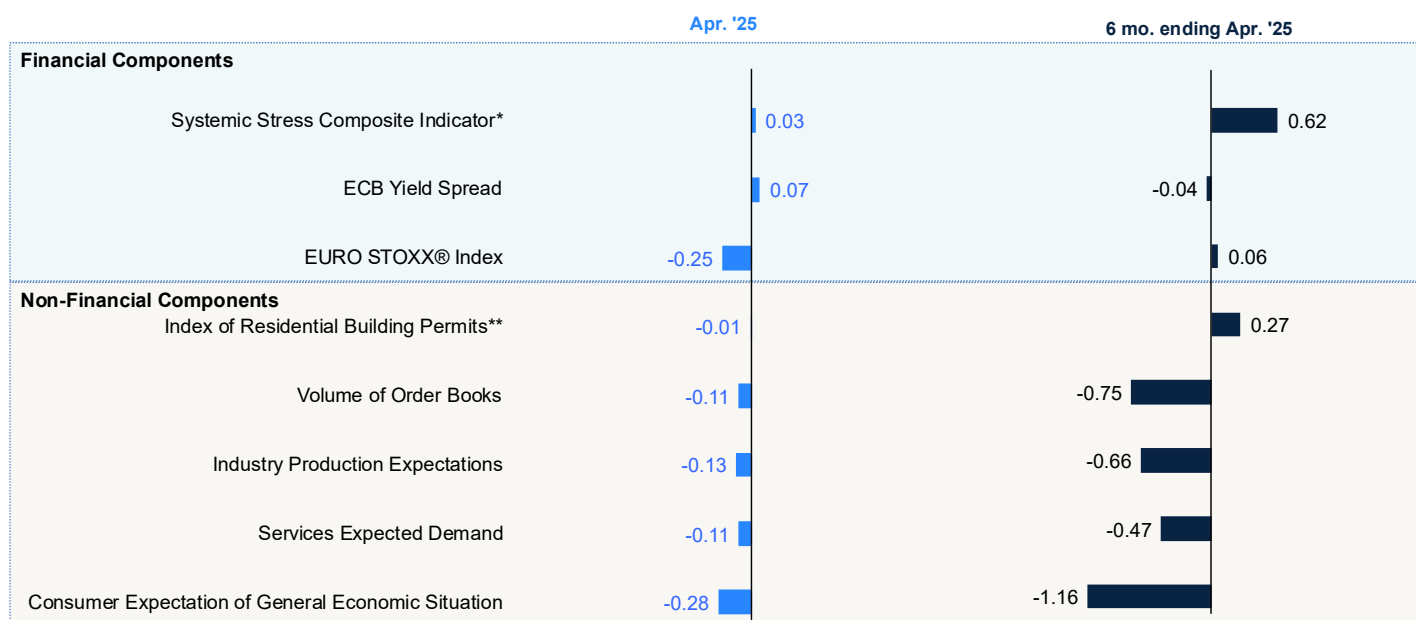 Apr. '25 6 mo. ending Apr. '25
Financial Components
Systemic Stress Composite Indicator* 0.03 0.62
ECB Yield Spread 0.07 -0.04
EURO STOXX® Index -0.25 0.06
Non-Financial Components
Index of Residential Building Permits** -0.01 0.27
Volume of Order Books -0.11 -0.75
Industry Production Expectations -0.13 -0.66
Services Expected Demand -0.11 -0.47
Consumer Expectation of General Economic Situation -0.28 -1.16